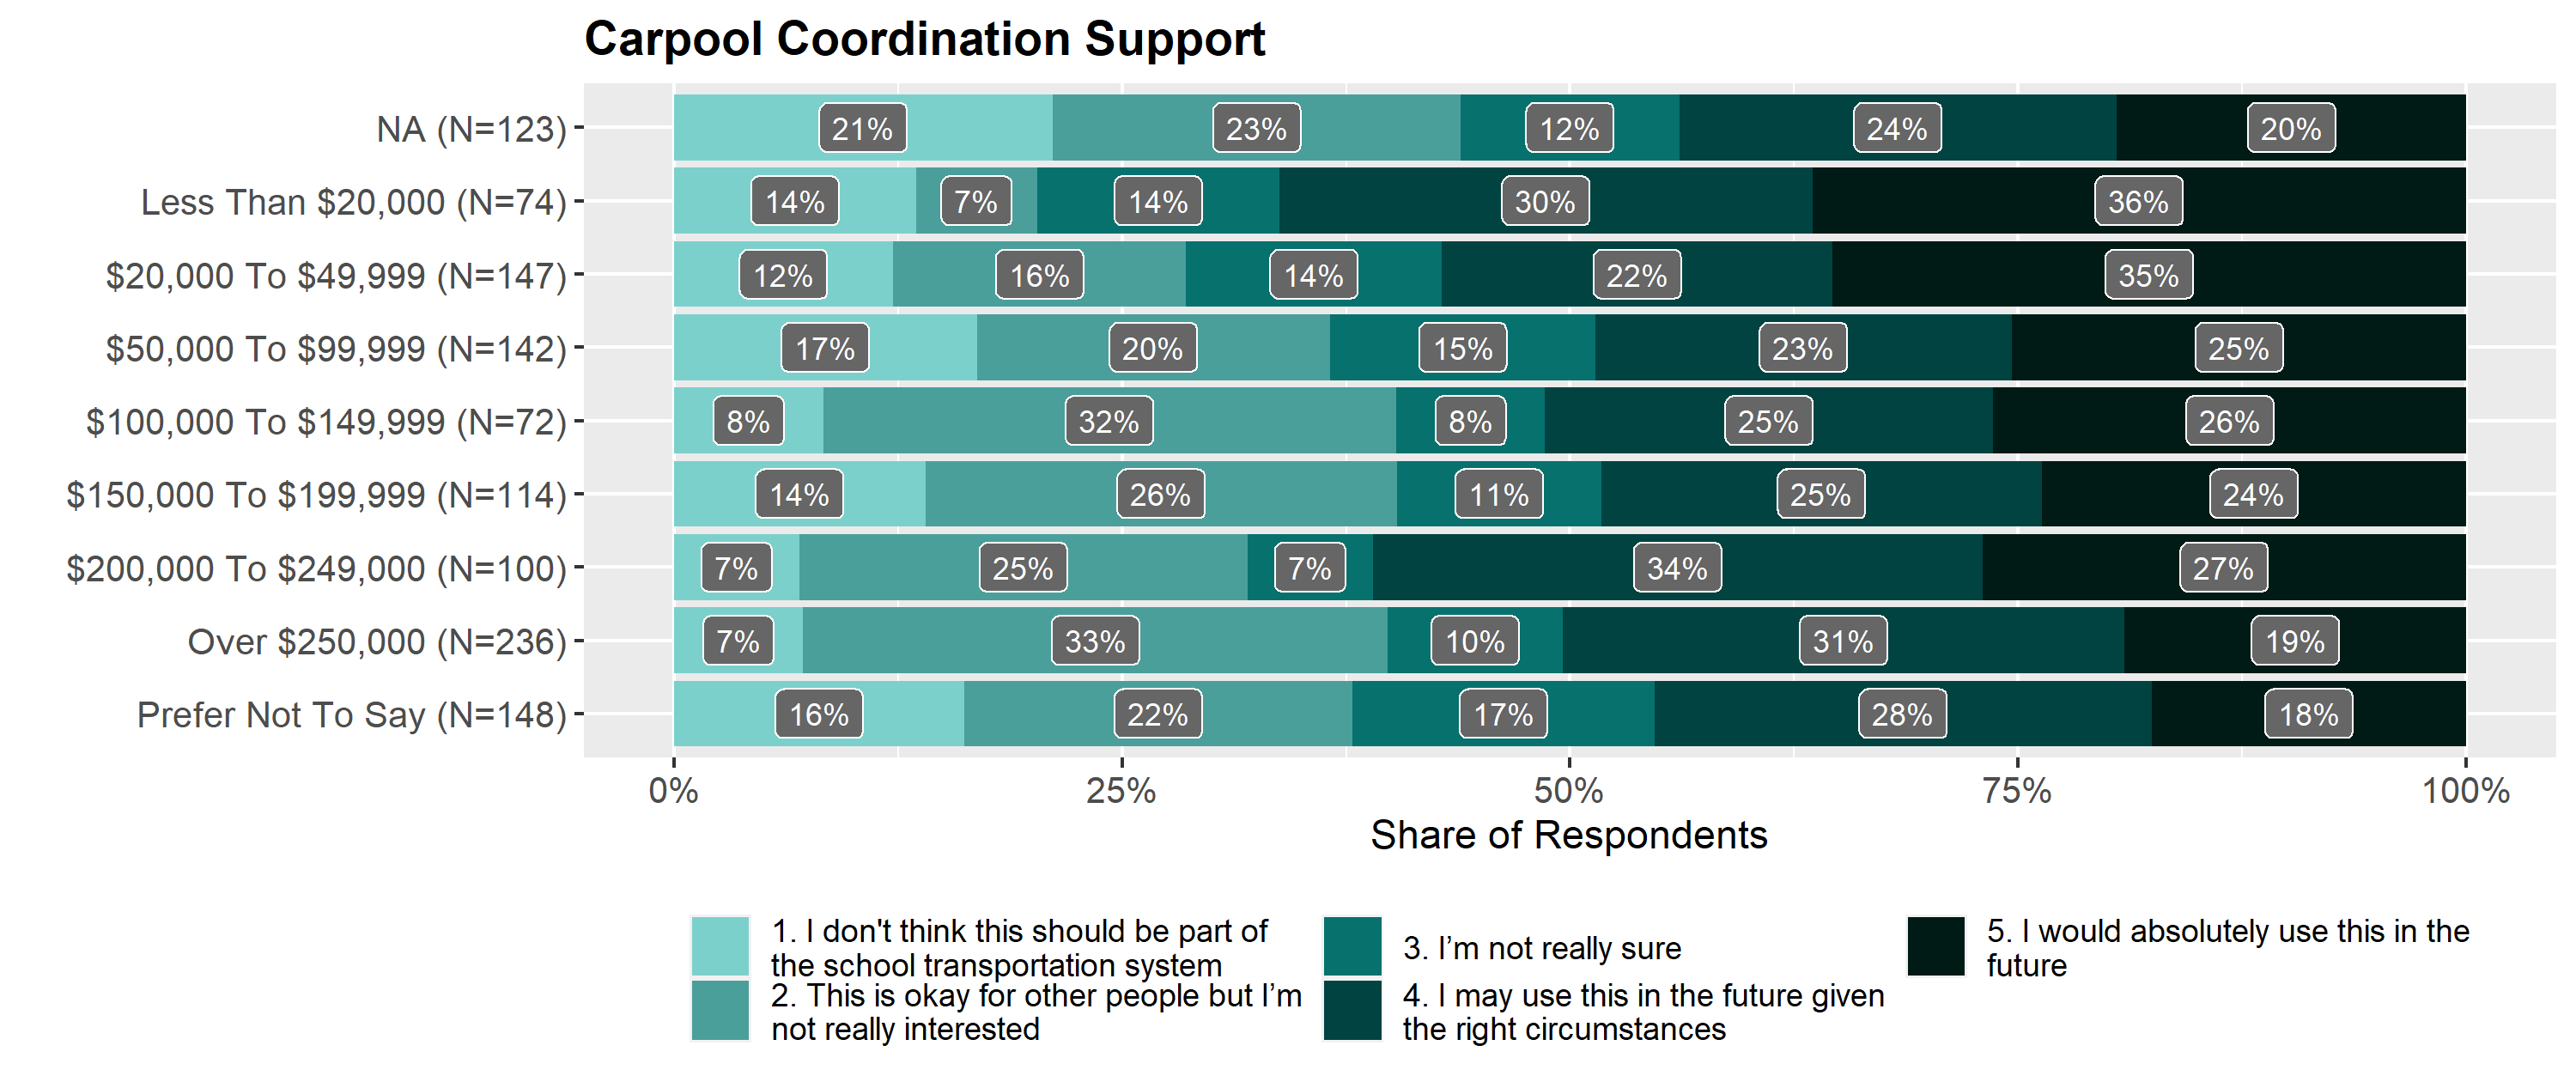 Carpool Coordination Support
NA (N=123)
21% 23% 12% 24% 20%
Less Than $20,000 (N=74)
14% 7% 14% 30% 36%
$20,000 To $49,999 (N=147)
12% 16% 14% 22% 35%
$50,000 To $99,999 (N=142)
17% 20% 15% 23% 25%
$100,000 To $149,999 (N=72)
8% 32% 8% 25% 26%
$150,000 To $199,999 (N=114)
14% 26% 11% 25% 24%
$200,000 To $249,000 (N=100)
7% 25% 7% 34% 27%
Over $250,000 (N=236)
7% 33% 10% 31% 19%
Prefer Not To Say (N=148)
16% 22% 17% 28% 18%
0% 25% 50% 75% 100%
Share of Respondents
1. I don't think this should be part of
the school transportation system
2. This is okay for other people but I’m
not really interested
3. I’m not really sure
4. I may use this in the future given
the right circumstances
5. I would absolutely use this in the
future